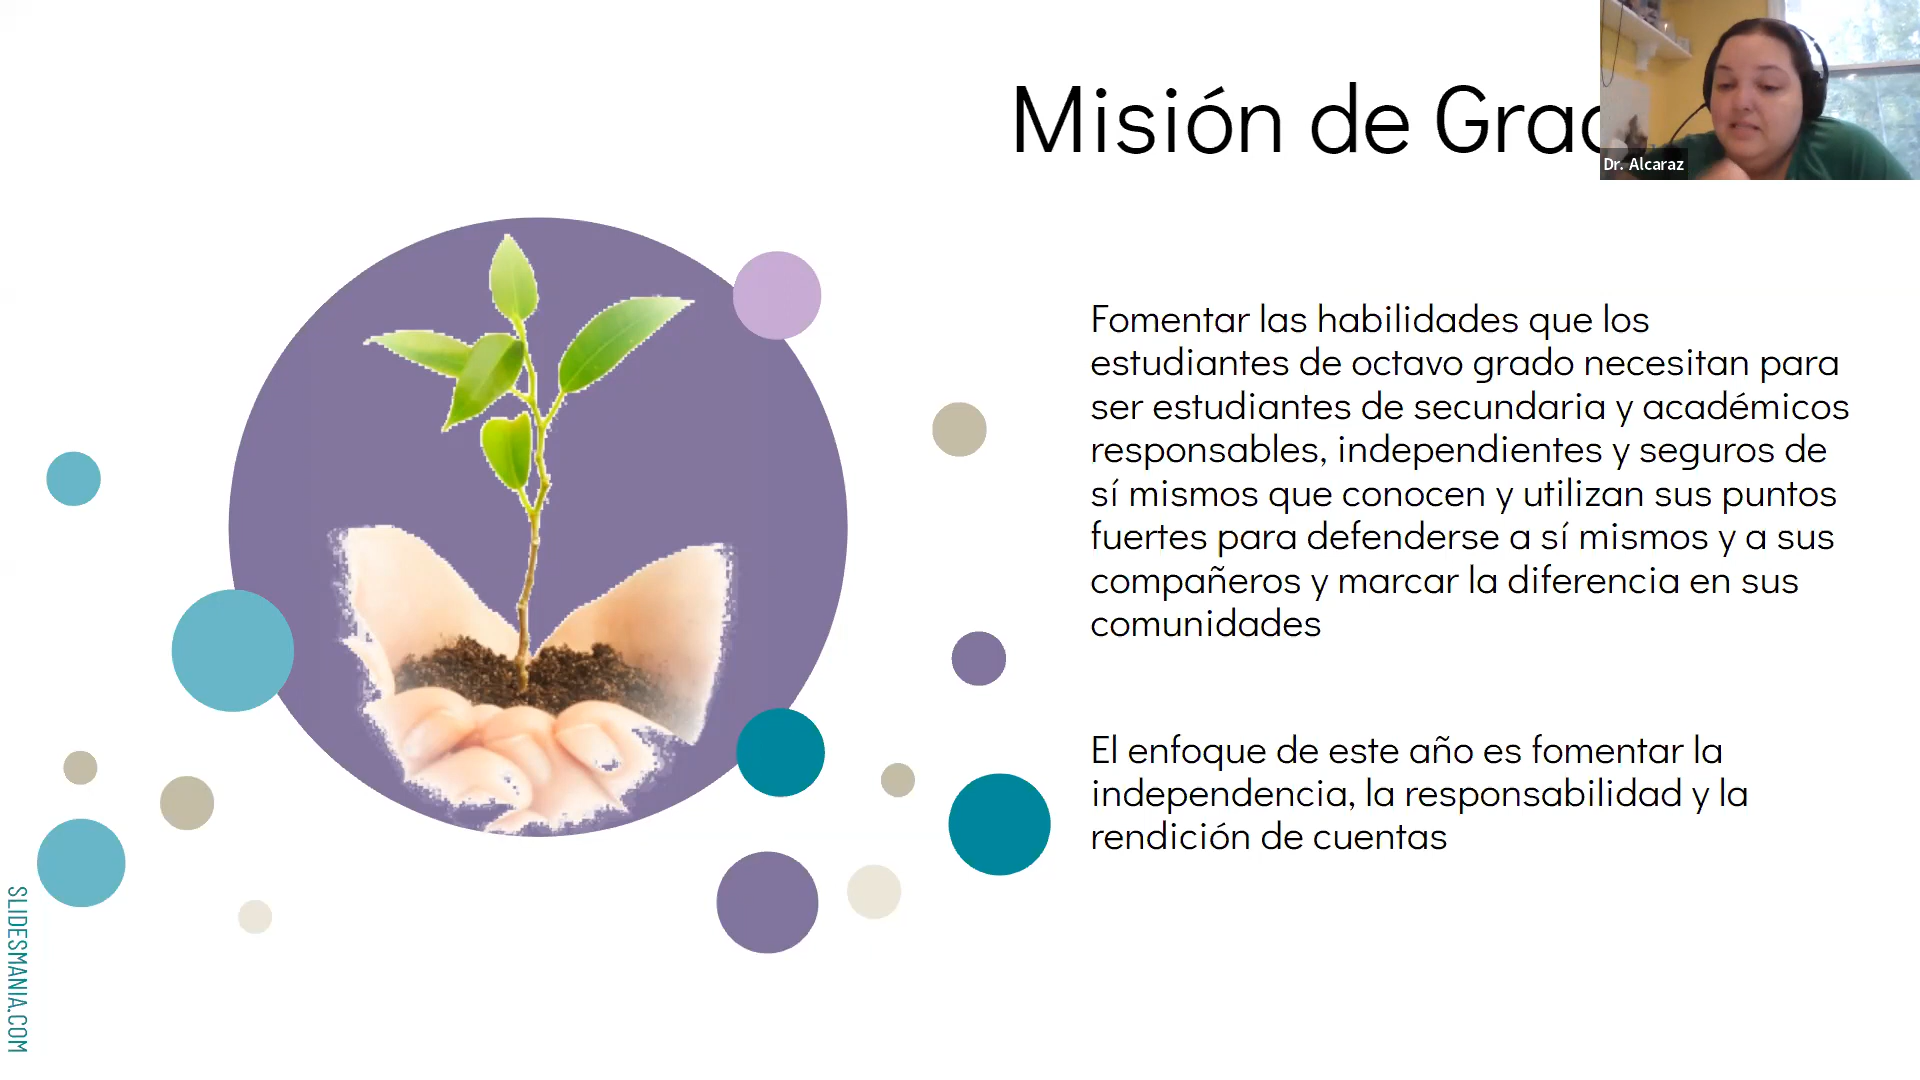 Misión de
Dr. Alcaraz
Fomentar las habilidades que los
estudiantes de octavo grado necesitan para
ser estudiantes de secundaria y académicos
responsables, independientes y seguros de
sí mismos que conocen y utilizan sus puntos
fuertes para defenderse a sí mismos y a sus
compañeros y marcar la diferencia en sus
comunidades
El enfoque de este año es fomentar la
independencia, la responsabilidad y la
rendición de cuentas
SLIDESMANIA.COM